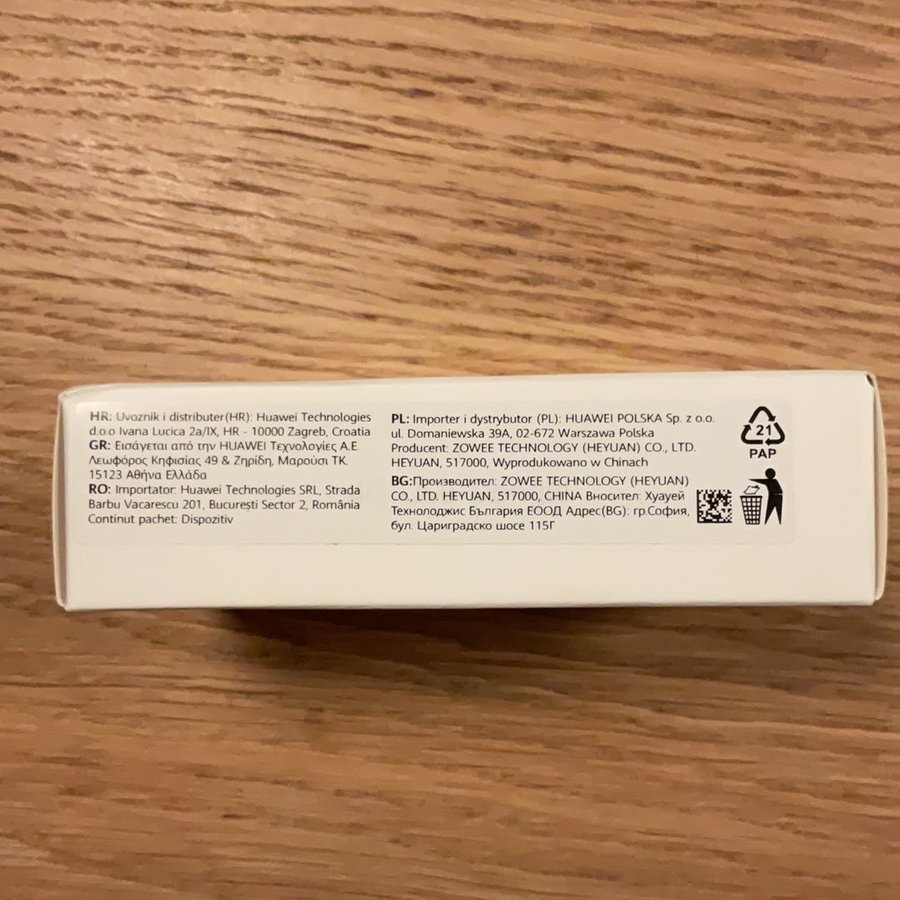 HR: Uvoznik i distributer(HR): Huawei Technologies
d.o.o Ivana Lucica 2a/IX, HR - 10000 Zagreb, Croatia
GR: Εισάγεται από την HUAWEI Τεχνολογίες Α.Ε.
Λεωφόρος Κηφισίας 49 & Ζηρίδη, Μαρούσι ΤΚ.
15123 Αθήνα Ελλάδα
RO: Importator: Huawei Technologies SRL, Strada
Barbu Vacarescu 201, București Sector 2, România
Continut pachet: Dispozitiv
PL: Importer i dystrybutor (PL): HUAWEI POLSKA Sp. z o.o.
ul. Domaniewska 39A, 02-672 Warszawa Polska
Producent: ZOWEE TECHNOLOGY (HEYUAN) CO., LTD.
HEYUAN, 517000, Wyprodukowano w Chinach
BG:Производител: ZOWEE TECHNOLOGY (HEYUAN)
CO., LTD. HEYUAN, 517000, CHINA Вносител: Хуауей
Технолоджис България ЕООД Адрес(BG): гр.София,
бул. Цариградско шосе 115Г
21
PAP